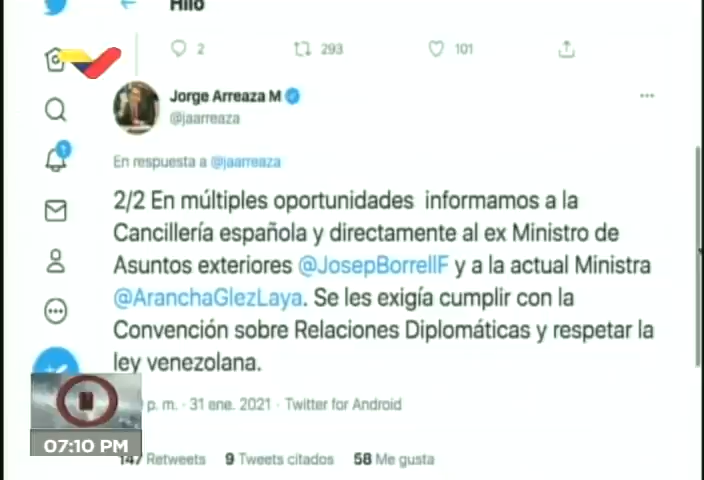 Hilo
2
293
101
Jorge Arreaza M
@jaarreaza
En respuesta a @jaarreaza
2/2 En múltiples oportunidades informamos a la
Cancillería española y directamente al ex Ministro de
Asuntos exteriores @JosepBorrellF y a la actual Ministra
@AranchaGlezLaya. Se les exigía cumplir con la
Convención sobre Relaciones Diplomáticas y respetar la
ley venezolana.
p. m. · 31 ene. 2021 · Twitter for Android
07:10 PM
147 Retweets 9 Tweets citados 58 Me gusta